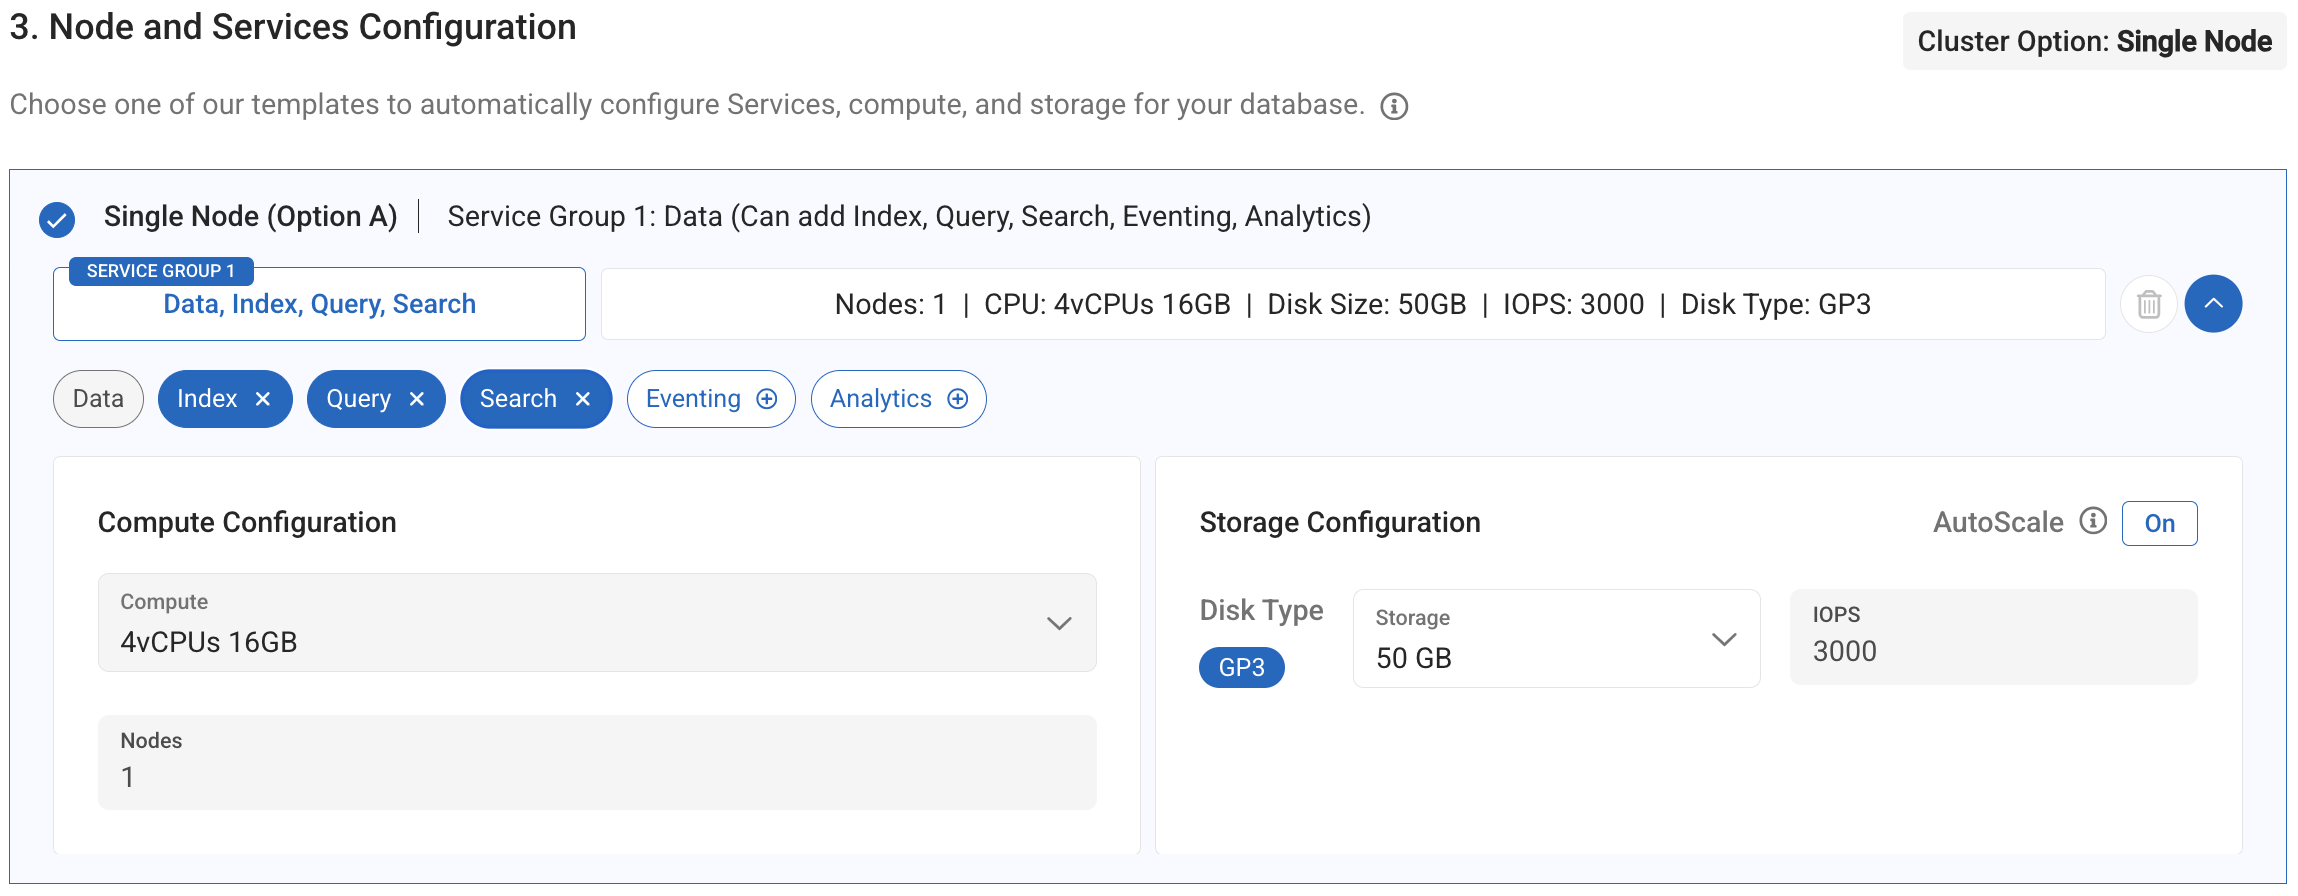 3. Node and Services Configuration
Cluster Option: Single Node
Choose one of our templates to automatically configure Services, compute, and storage for your database.
Single Node (Option A) | Service Group 1: Data (Can add Index, Query, Search, Eventing, Analytics)
SERVICE GROUP 1
Data, Index, Query, Search
Nodes: 1 | CPU: 4vCPUs 16GB | Disk Size: 50GB | IOPS: 3000 | Disk Type: GP3
Data
Index
Query
Search
Eventing
Analytics
Compute Configuration
Compute
4vCPUs 16GB
Nodes
1
Storage Configuration
AutoScale
On
Disk Type
GP3
Storage
50 GB
IOPS
3000